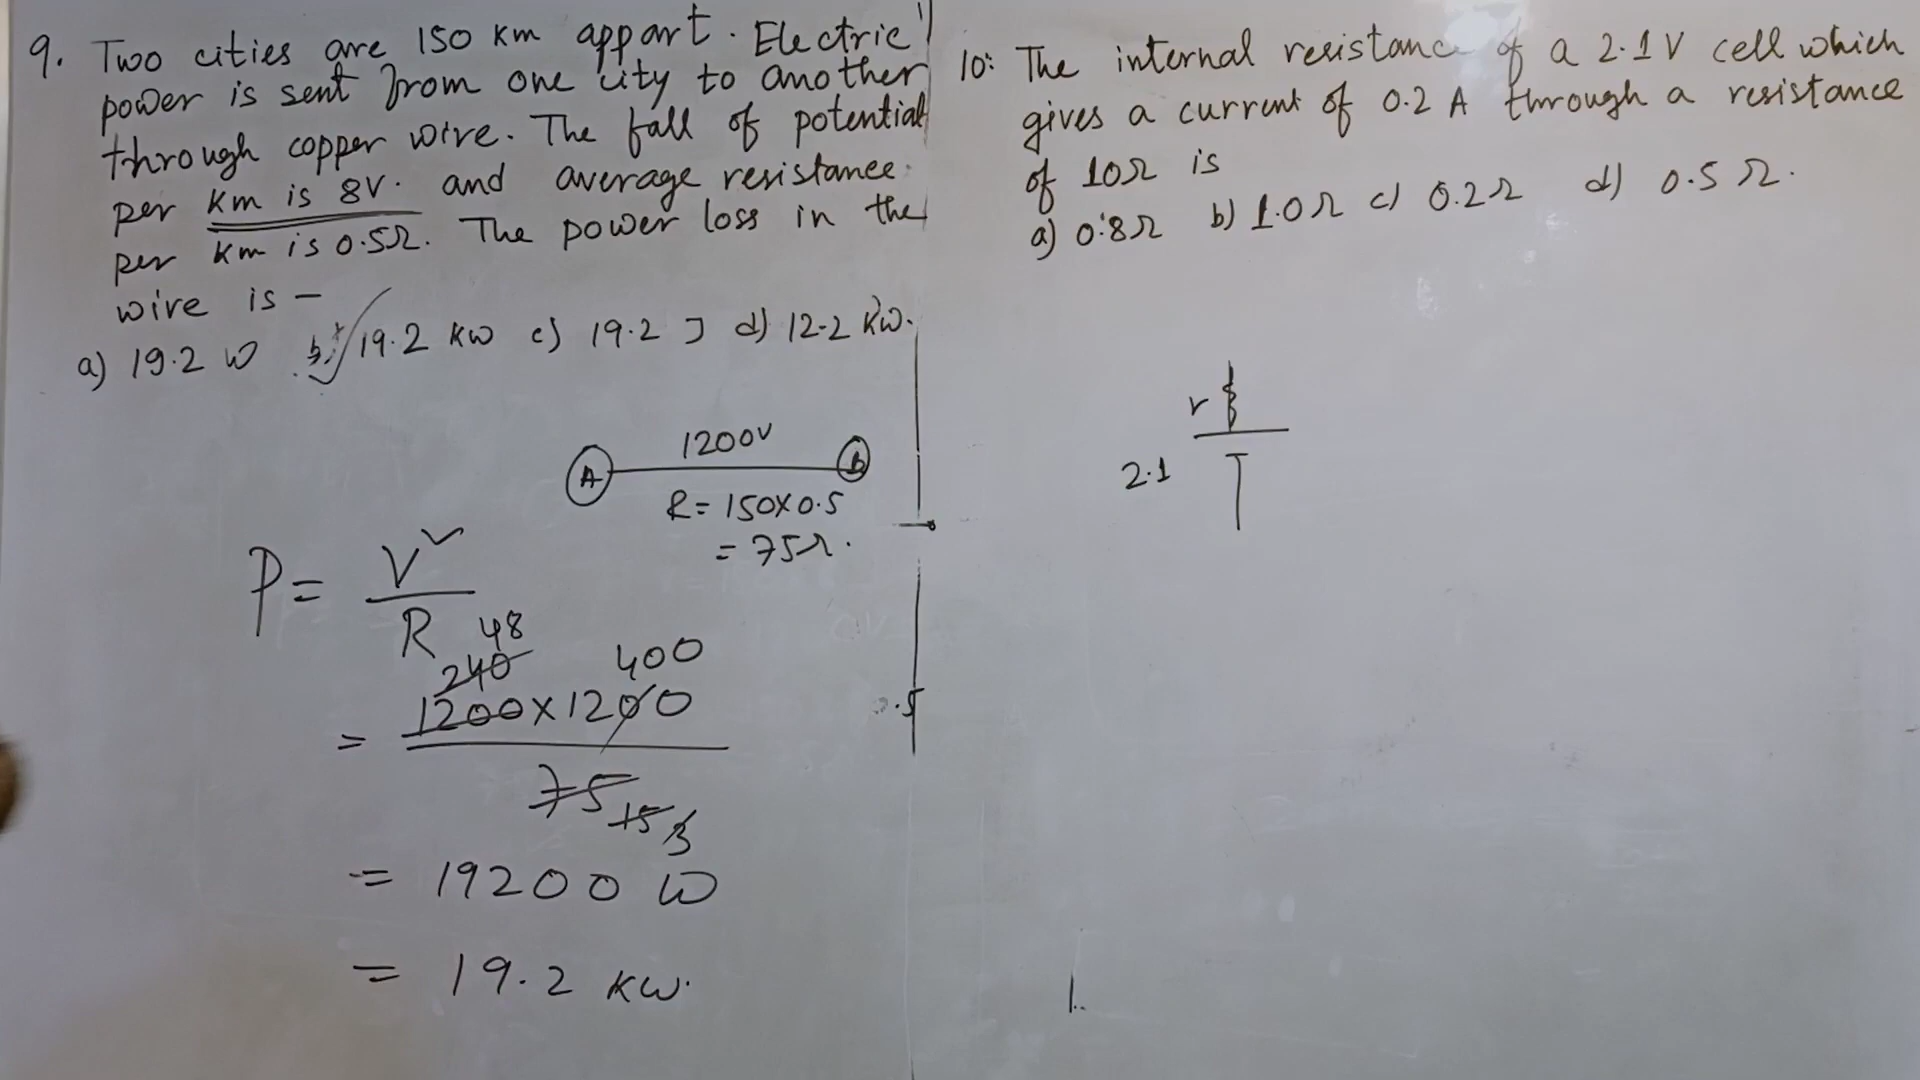 9. Two cities are 150 km appart. Electric
power is sent from one city to another
through copper wire. The fall of potential
per km is 8V. and average resistance
per km is 0.5Ω. The power loss in the
wire is —
a) 19.2 W b) 19.2 KW c) 19.2 J d) 12.2 KW.
1200V
A B
R = 150×0.5
= 75Ω.
P = V²
R
48
240 400
= 1200×1200
75 15 3
= 19200 W
= 19.2 KW.
10: The internal resistance of a 2.1 V cell which
gives a current of 0.2 A through a resistance
of 10Ω is
a) 0.8Ω b) 1.0Ω c) 0.2Ω d) 0.5Ω.
r
2.1